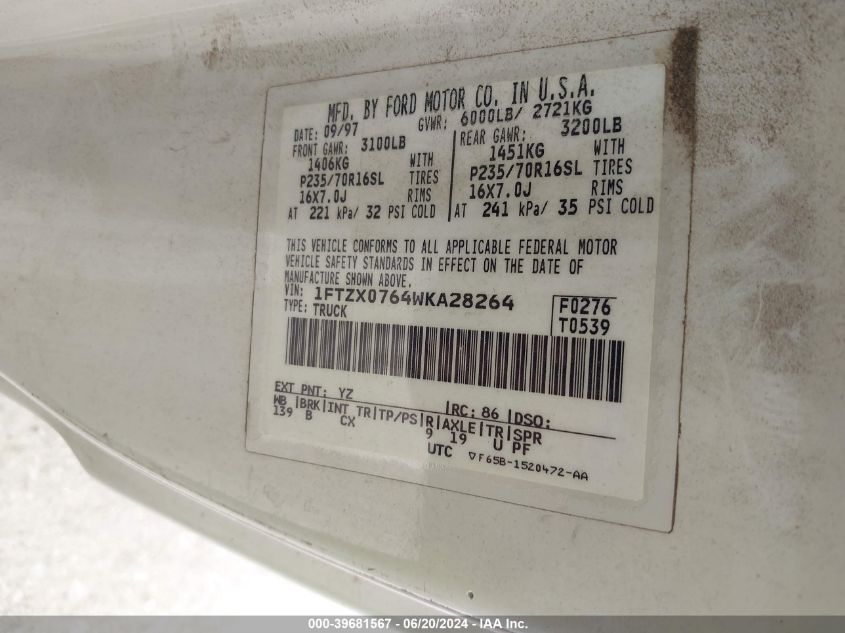 MFD. BY FORD MOTOR CO. IN U.S.A.
DATE: 09/97 GVWR: 6000LB/ 2721KG
FRONT GAWR: 3100LB REAR GAWR: 3200LB
1406KG WITH 1451KG WITH
P235/70R16SL TIRES P235/70R16SL TIRES
16X7.0J RIMS 16X7.0J RIMS
AT 221 kPa/ 32 PSI COLD AT 241 kPa/ 35 PSI COLD
THIS VEHICLE CONFORMS TO ALL APPLICABLE FEDERAL MOTOR
VEHICLE SAFETY STANDARDS IN EFFECT ON THE DATE OF
MANUFACTURE SHOWN ABOVE.
VIN: 1FTZX0764WKA28264 F0276
TYPE: TRUCK T0539
EXT PNT: YZ RC: 86 DSO:
WB BRK INT TR TP/PS R AXLE TR SPR
139 B CX 9 19 U PF
UTC ▽F65B-1520472-AA
000-39681567 - 06/20/2024 - IAA Inc.